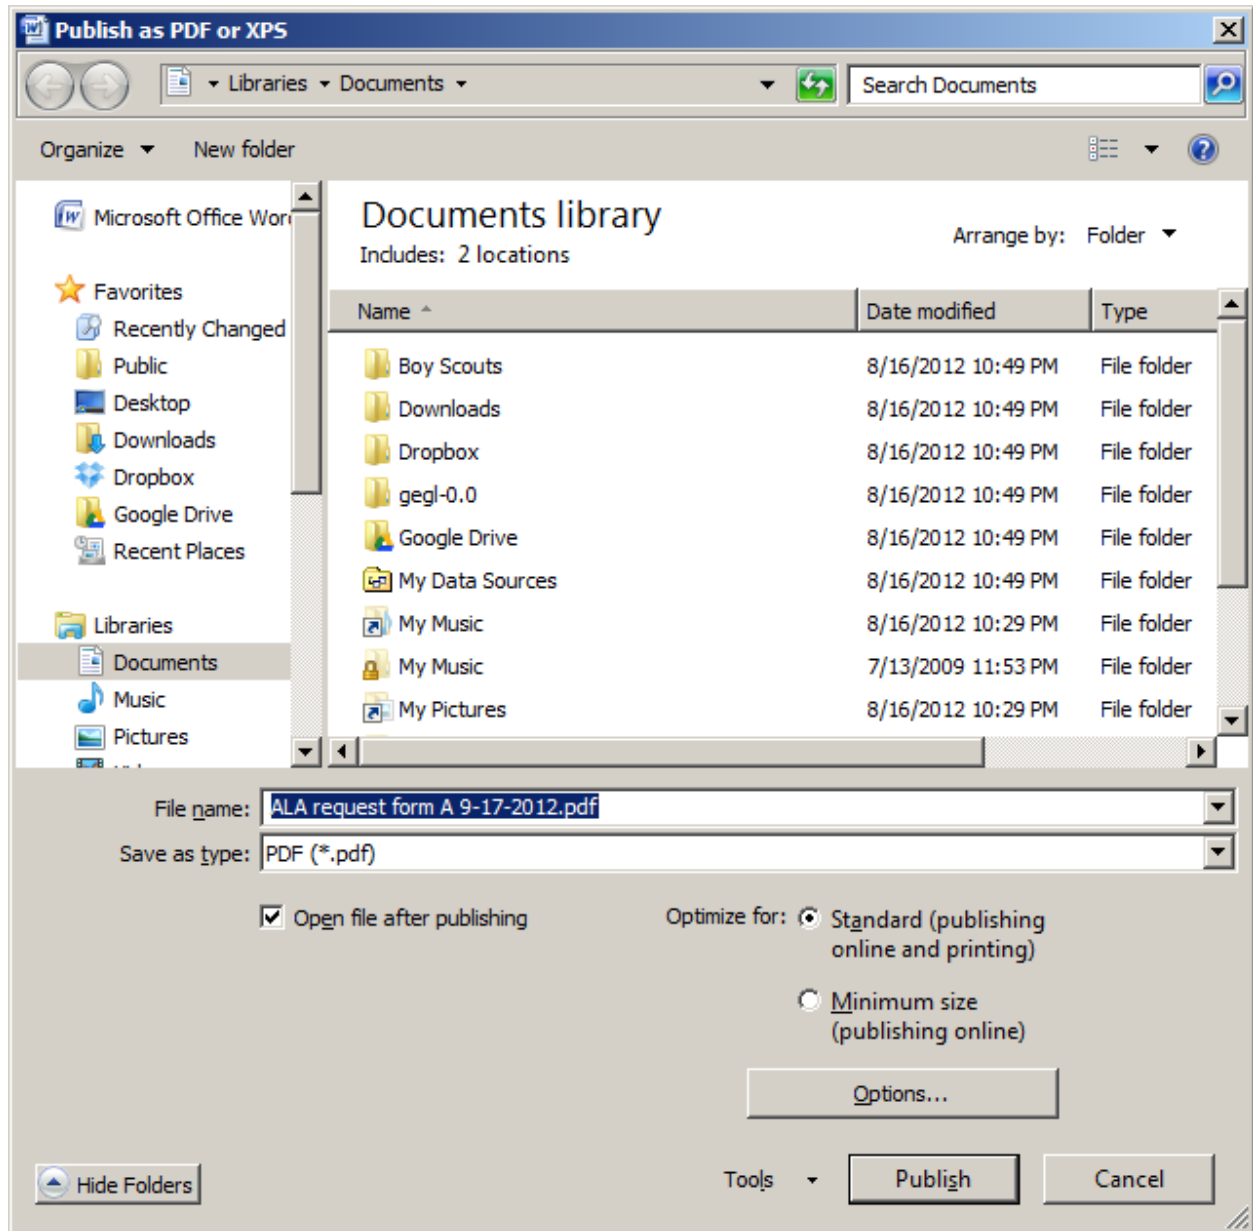 Publish as PDF or XPS
Libraries Documents
Search Documents
Organize New folder
Microsoft Office Wor
Favorites
Recently Changed
Public
Desktop
Downloads
Dropbox
Google Drive
Recent Places
Libraries
Documents
Music
Pictures
Documents library
Includes: 2 locations
Arrange by: Folder
Name Date modified Type
Boy Scouts 8/16/2012 10:49 PM File folder
Downloads 8/16/2012 10:49 PM File folder
Dropbox 8/16/2012 10:49 PM File folder
gegl-0.0 8/16/2012 10:49 PM File folder
Google Drive 8/16/2012 10:49 PM File folder
My Data Sources 8/16/2012 10:49 PM File folder
My Music 8/16/2012 10:29 PM File folder
My Music 7/13/2009 11:53 PM File folder
My Pictures 8/16/2012 10:29 PM File folder
File name: ALA request form A 9-17-2012.pdf
Save as type: PDF (*.pdf)
Open file after publishing
Optimize for: Standard (publishing
online and printing)
Minimum size
(publishing online)
Options...
Hide Folders
Tools
Publish
Cancel